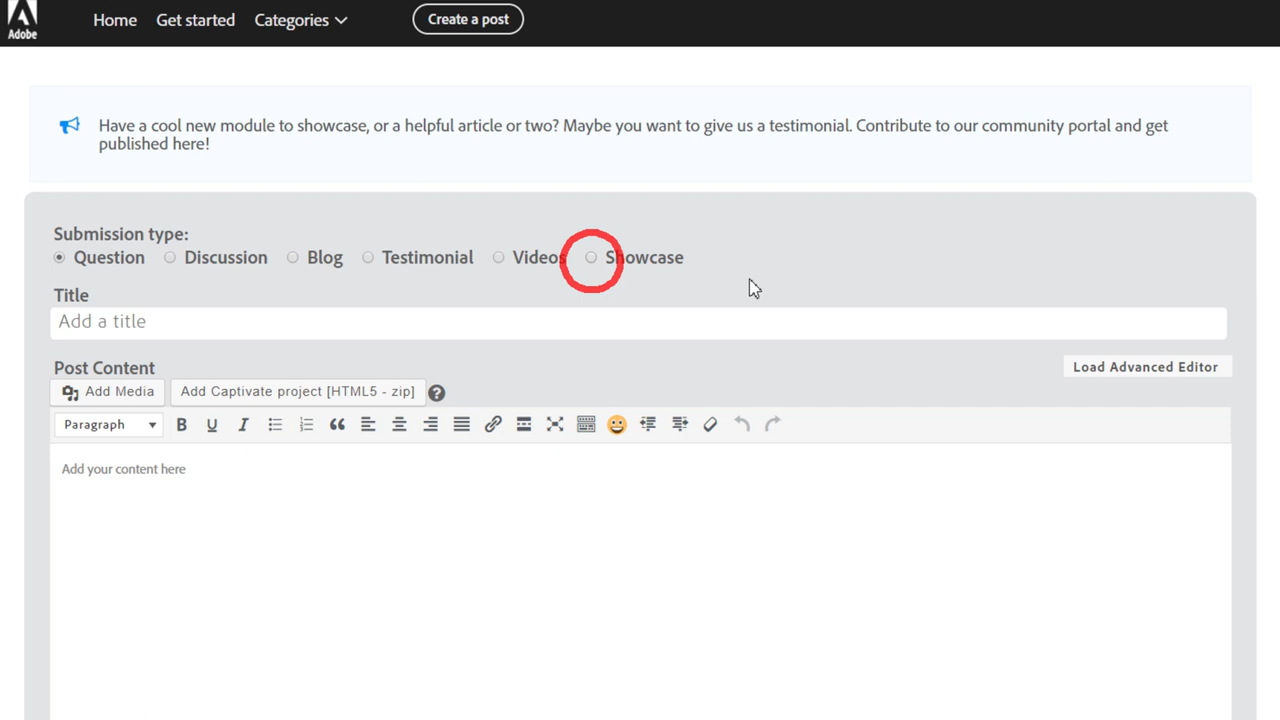 Adobe
Home Get started Categories Create a post
Have a cool new module to showcase, or a helpful article or two? Maybe you want to give us a testimonial. Contribute to our community portal and get
published here!
Submission type:
Question Discussion Blog Testimonial Videos Showcase
Title
Add a title
Post Content
Load Advanced Editor
Add Media Add Captivate project [HTML5 - zip] ?
Paragraph B U I
Add your content here